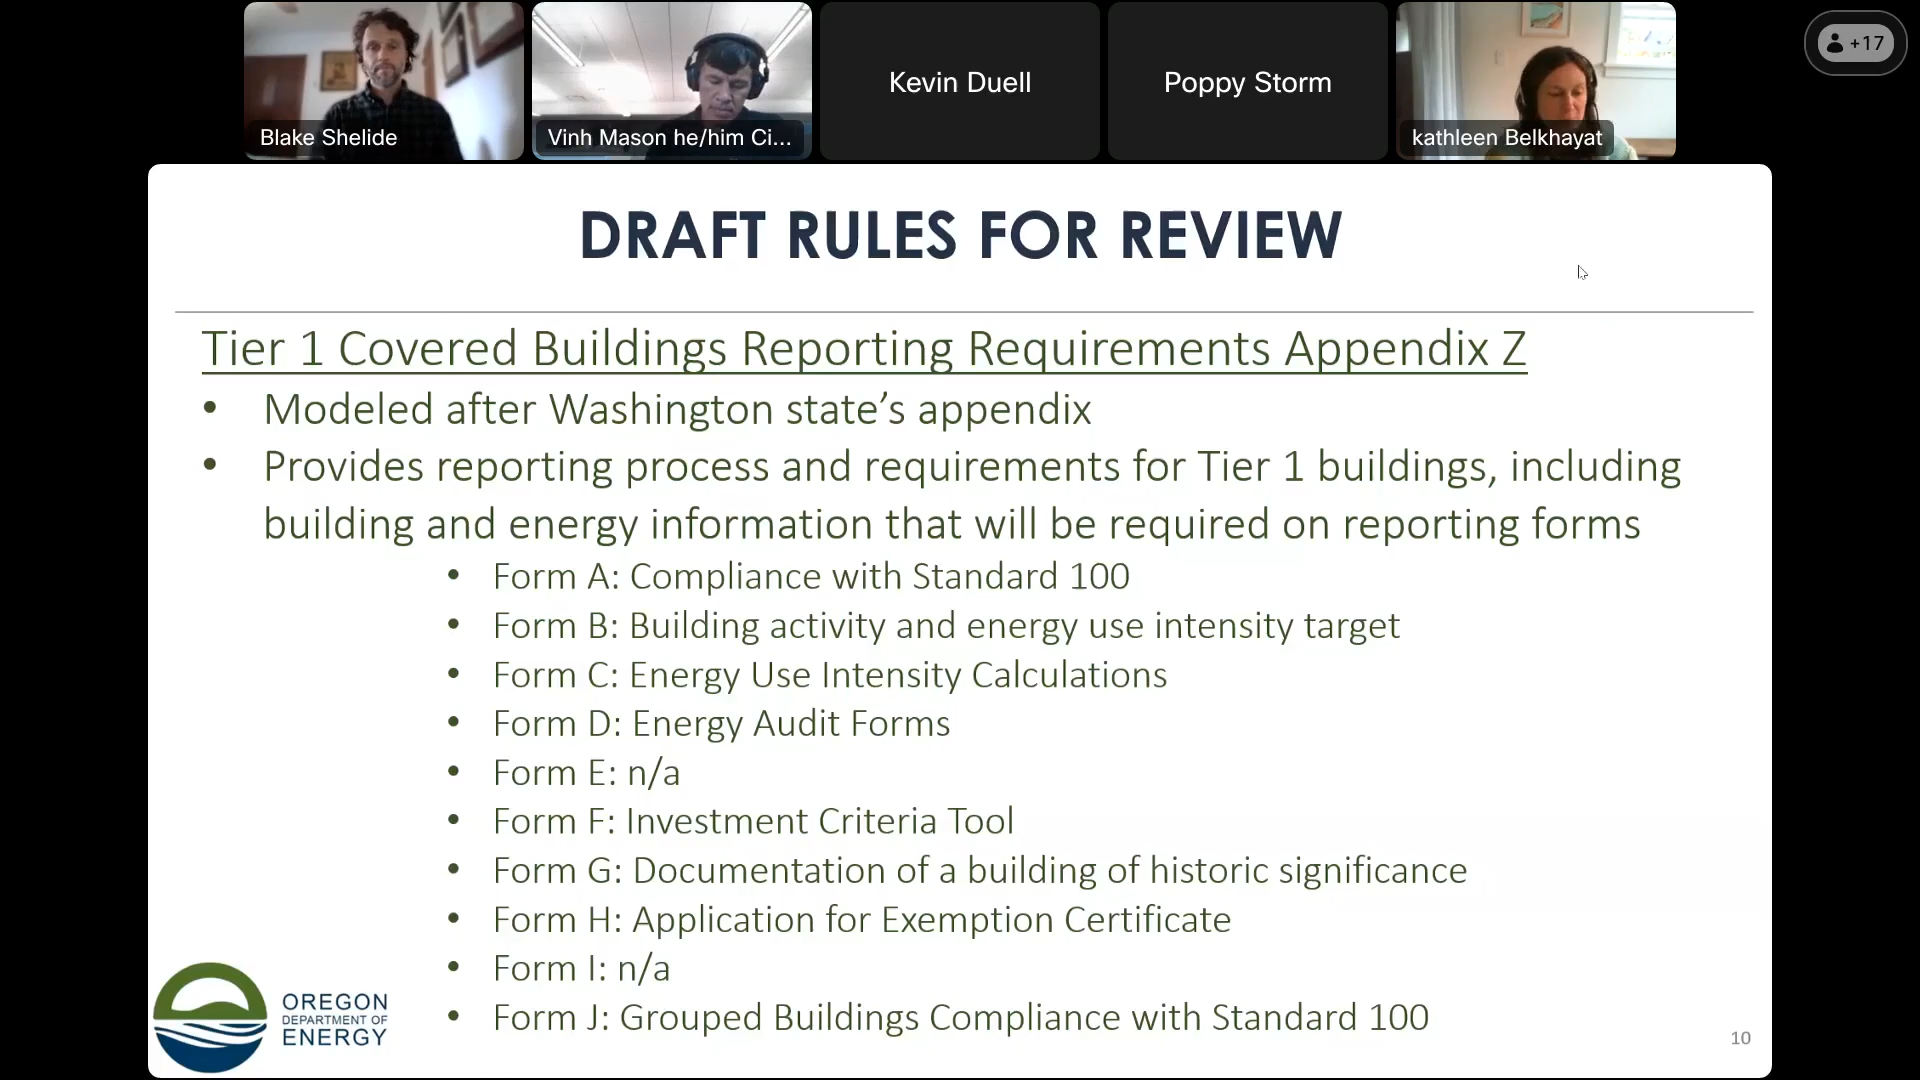 Blake Shelide
Vinh Mason he/him Ci...
Kevin Duell
Poppy Storm
kathleen Belkhayat
+17
DRAFT RULES FOR REVIEW
Tier 1 Covered Buildings Reporting Requirements Appendix Z
• Modeled after Washington state’s appendix
• Provides reporting process and requirements for Tier 1 buildings, including
building and energy information that will be required on reporting forms
• Form A: Compliance with Standard 100
• Form B: Building activity and energy use intensity target
• Form C: Energy Use Intensity Calculations
• Form D: Energy Audit Forms
• Form E: n/a
• Form F: Investment Criteria Tool
• Form G: Documentation of a building of historic significance
• Form H: Application for Exemption Certificate
• Form I: n/a
• Form J: Grouped Buildings Compliance with Standard 100
OREGON
DEPARTMENT OF
ENERGY
10